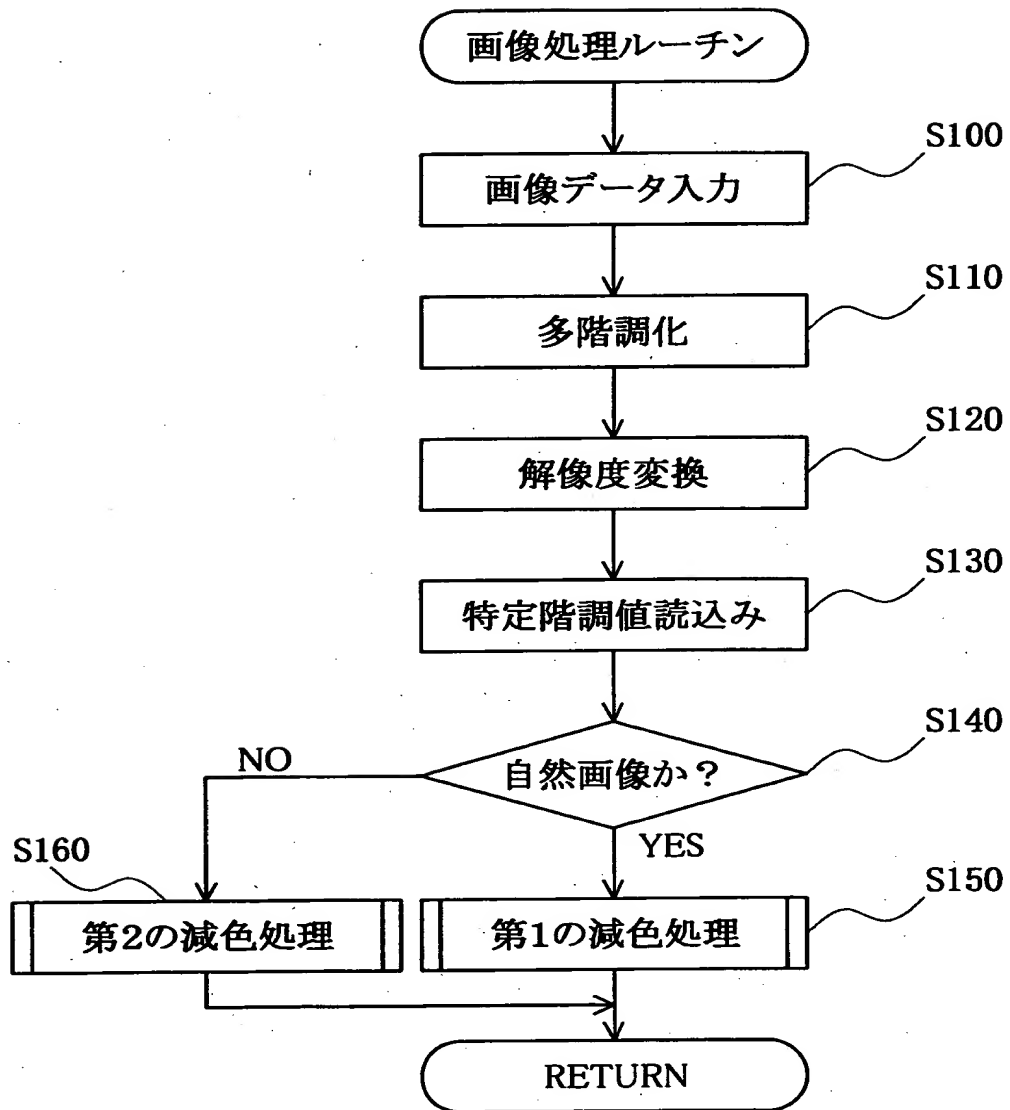 画像処理ルーチン
S100
画像データ入力
S110
多階調化
S120
解像度変換
S130
特定階調値読込み
S140
自然画像か？
NO
YES
S160
第2の減色処理
S150
第1の減色処理
RETURN